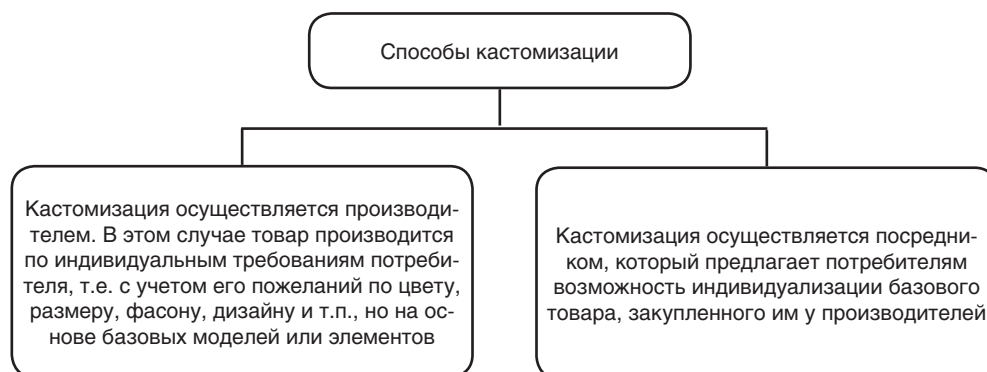 Способы кастомизации
Кастомизация осуществляется производи-
телем. В этом случае товар производится
по индивидуальным требованиям потреби-
теля, т.е. с учетом его пожеланий по цвету,
размеру, фасону, дизайну и т.п., но на ос-
нове базовых моделей или элементов
Кастомизация осуществляется посредни-
ком, который предлагает потребителям
возможность индивидуализации базового
товара, закупленного им у производителей